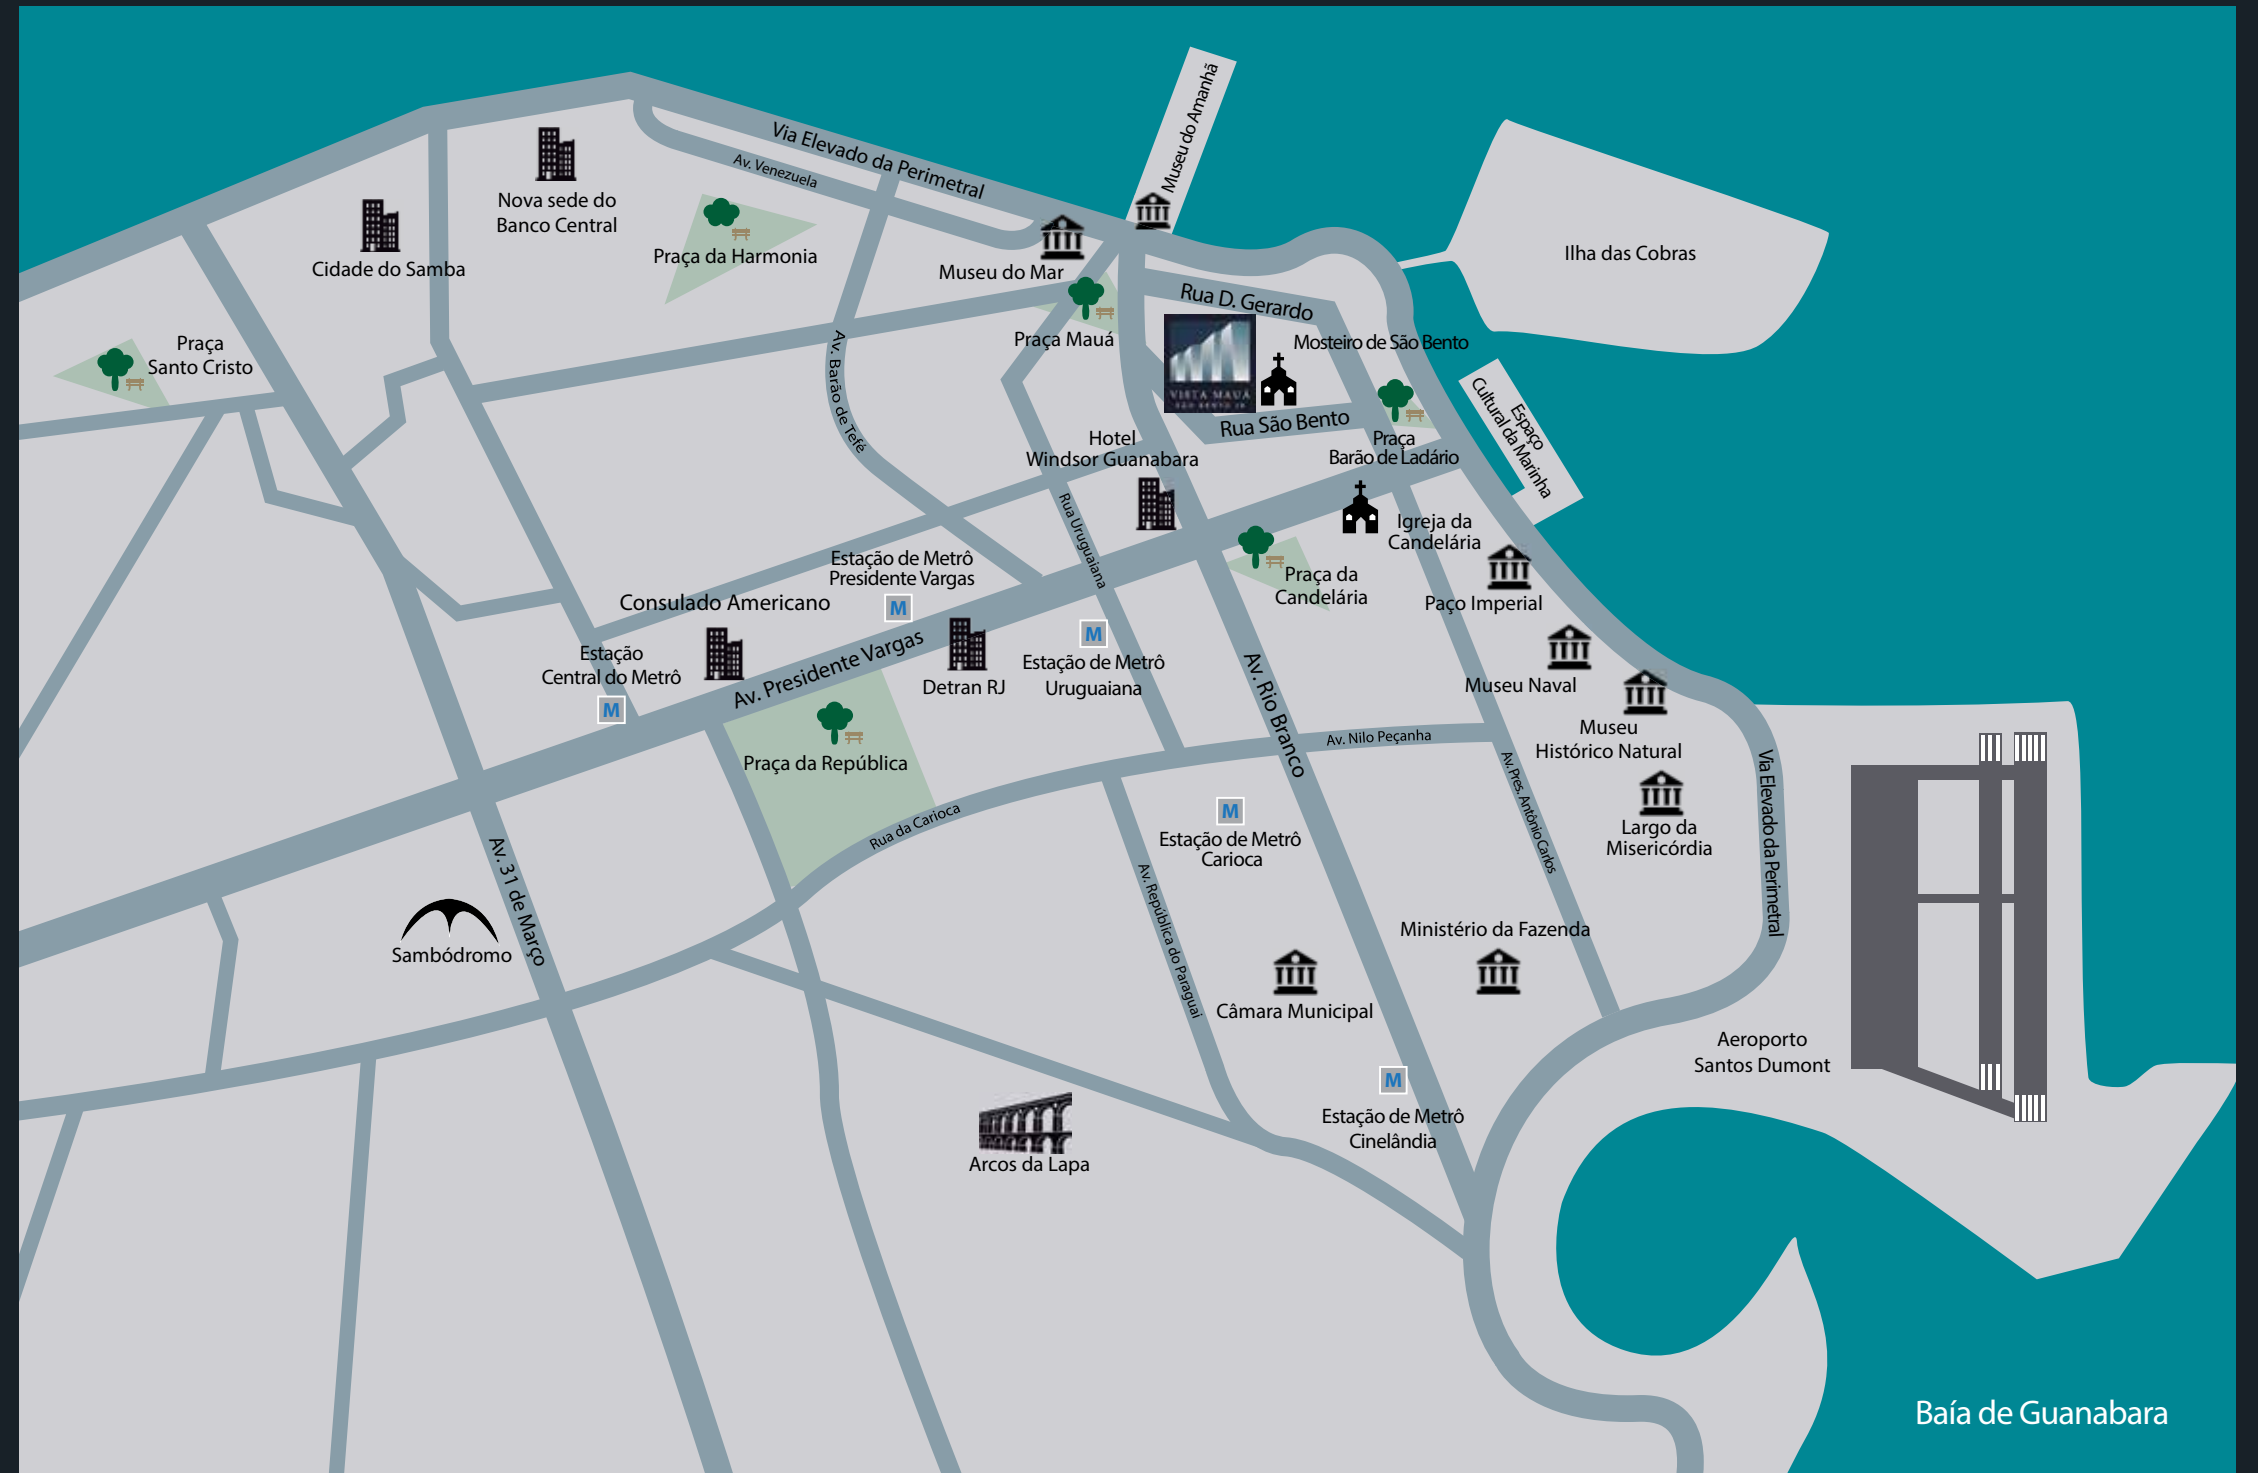 Museu do Amanhã
Via Elevado da Perimetral
Av. Venezuela
Nova sede do
Banco Central
Cidade do Samba
Praça da Harmonia
Museu do Mar
Ilha das Cobras
Rua D. Gerardo
Praça Mauá
Mosteiro de São Bento
VISTA MAUÁ
Praça
Santo Cristo
Av. Barão de Tefé
Rua São Bento
Espaço
Cultural da Marinha
Hotel
Windsor Guanabara
Praça
Barão de Ladário
Rua Uruguaiana
Igreja da
Candelária
Estação de Metrô
Presidente Vargas
M
Praça da
Candelária
Consulado Americano
Paço Imperial
M
Estação
Central do Metrô
M
Av. Presidente Vargas
Detran RJ
Estação de Metrô
Uruguaiana
Museu Naval
Av. Rio Branco
Museu
Histórico Natural
Av. Nilo Peçanha
Praça da República
Via Elevado da Perimetral
Av. Pres. Antônio Carlos
Rua da Carioca
M
Estação de Metrô
Carioca
Largo da
Misericórdia
Av. 31 de Março
Av. República do Paraguai
Sambódromo
Ministério da Fazenda
Câmara Municipal
Aeroporto
Santos Dumont
M
Estação de Metrô
Cinelândia
Arcos da Lapa
Baía de Guanabara